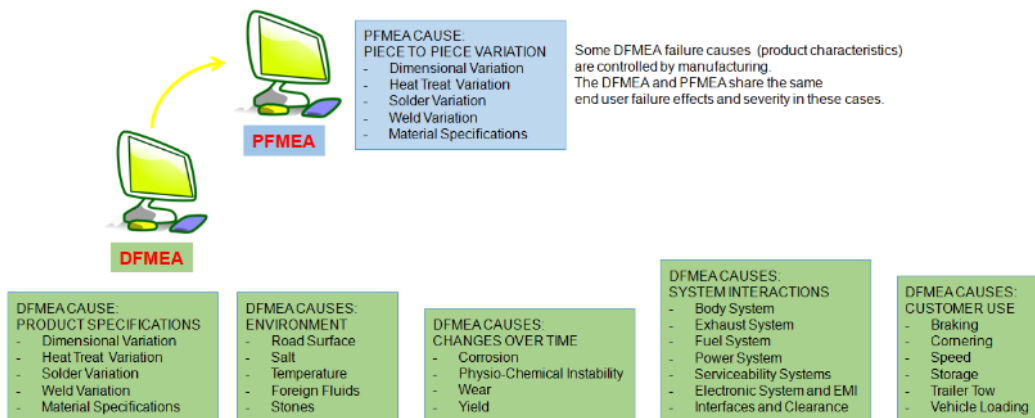 PFMEA CAUSE:
PIECE TO PIECE VARIATION
- Dimensional Variation
- Heat Treat Variation
- Solder Variation
- Weld Variation
- Material Specifications
Some DFMEA failure causes (product characteristics)
are controlled by manufacturing.
The DFMEA and PFMEA share the same
end user failure effects and severity in these cases.
PFMEA
DFMEA
DFMEA CAUSE:
PRODUCT SPECIFICATIONS
- Dimensional Variation
- Heat Treat Variation
- Solder Variation
- Weld Variation
- Material Specifications
DFMEA CAUSES:
ENVIRONMENT
- Road Surface
- Salt
- Temperature
- Foreign Fluids
- Stones
DFMEA CAUSES:
CHANGES OVER TIME
- Corrosion
- Physio-Chemical Instability
- Wear
- Yield
DFMEA CAUSES:
SYSTEM INTERACTIONS
- Body System
- Exhaust System
- Fuel System
- Power System
- Serviceability Systems
- Electronic System and EMI
- Interfaces and Clearance
DFMEA CAUSES:
CUSTOMER USE
- Braking
- Cornering
- Speed
- Storage
- Trailer Tow
- Vehicle Loading